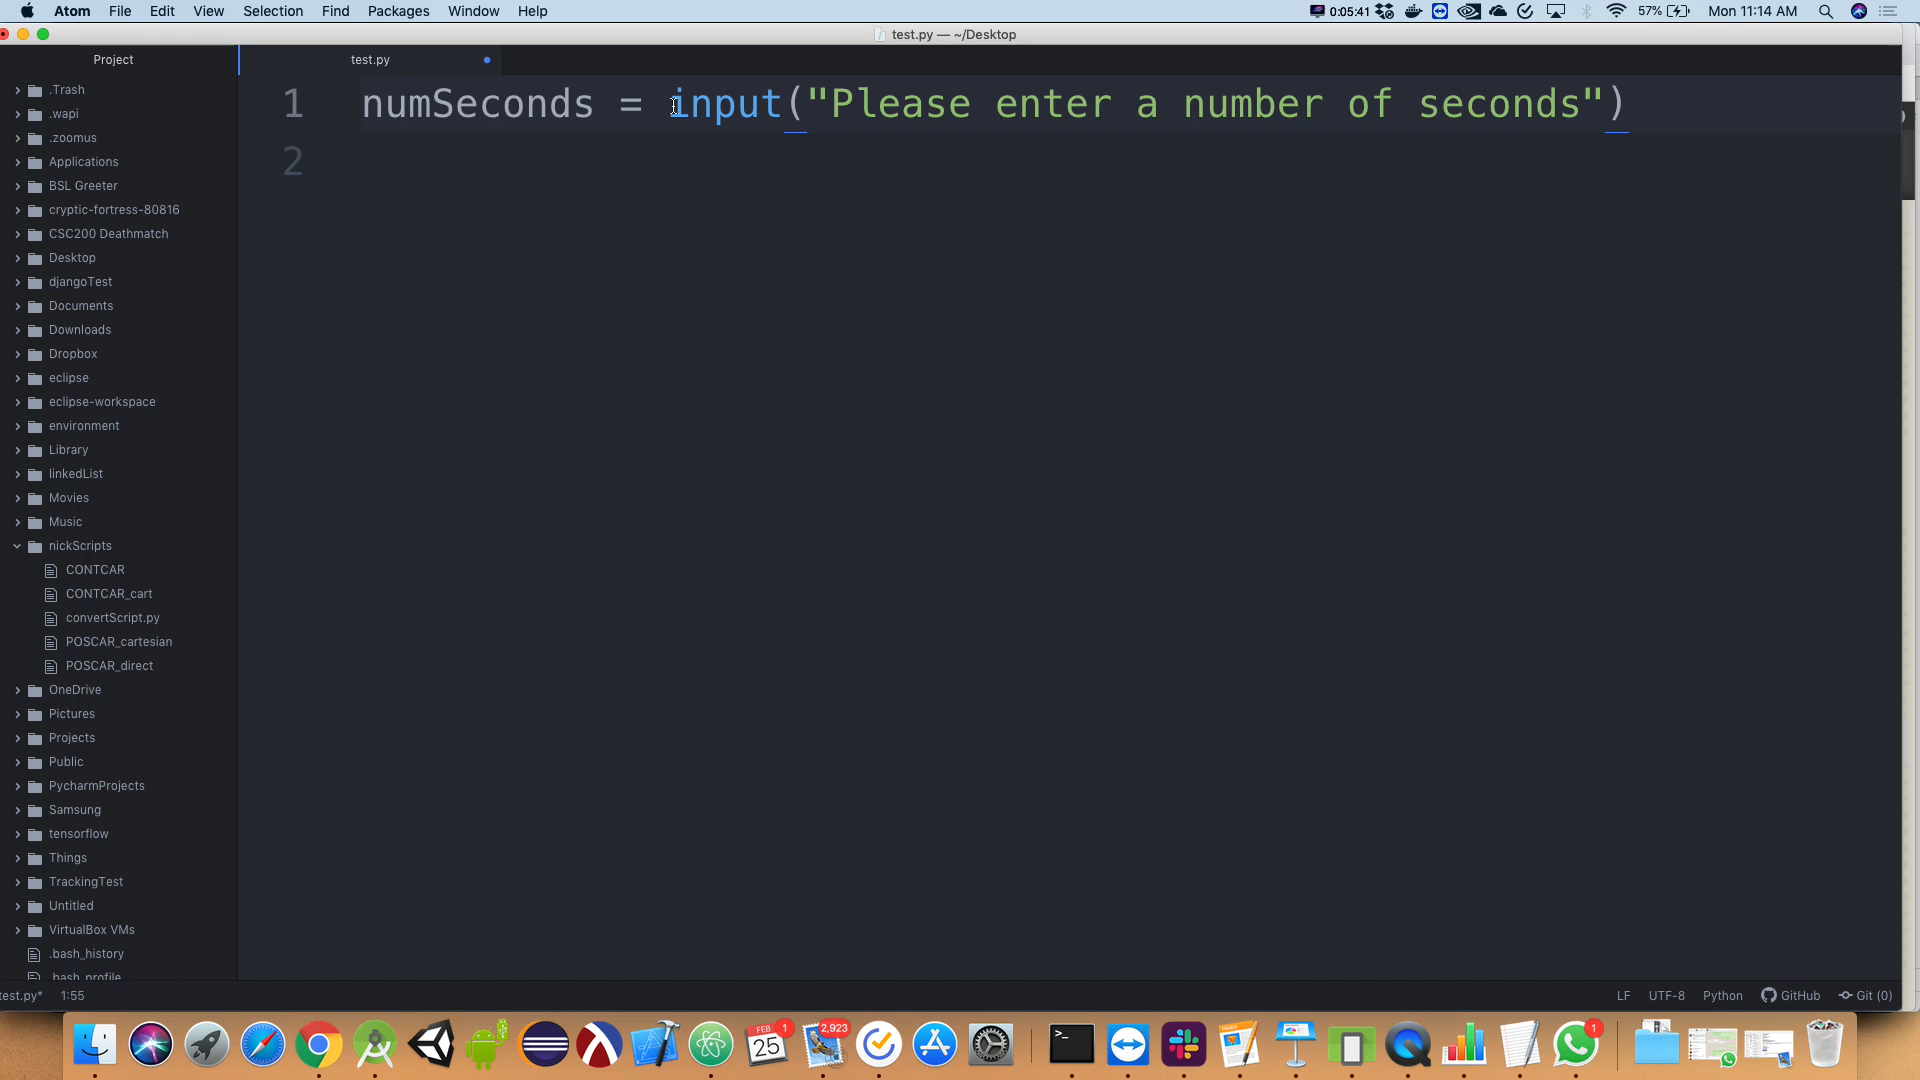 Atom File Edit View Selection Find Packages Window Help 0:05:41 57% Mon 11:14 AM
test.py — ~/Desktop
Project
test.py
.Trash
.wapi
.zoomus
Applications
BSL Greeter
cryptic-fortress-80816
CSC200 Deathmatch
Desktop
djangoTest
Documents
Downloads
Dropbox
eclipse
eclipse-workspace
environment
Library
linkedList
Movies
Music
nickScripts
CONTCAR
CONTCAR_cart
convertScript.py
POSCAR_cartesian
POSCAR_direct
OneDrive
Pictures
Projects
Public
PycharmProjects
Samsung
tensorflow
Things
TrackingTest
Untitled
VirtualBox VMs
.bash_history
.bash_profile
1 numSeconds = input("Please enter a number of seconds")
2
test.py* 1:55 LF UTF-8 Python GitHub Git (0)
FEB 1 2,923 1
25